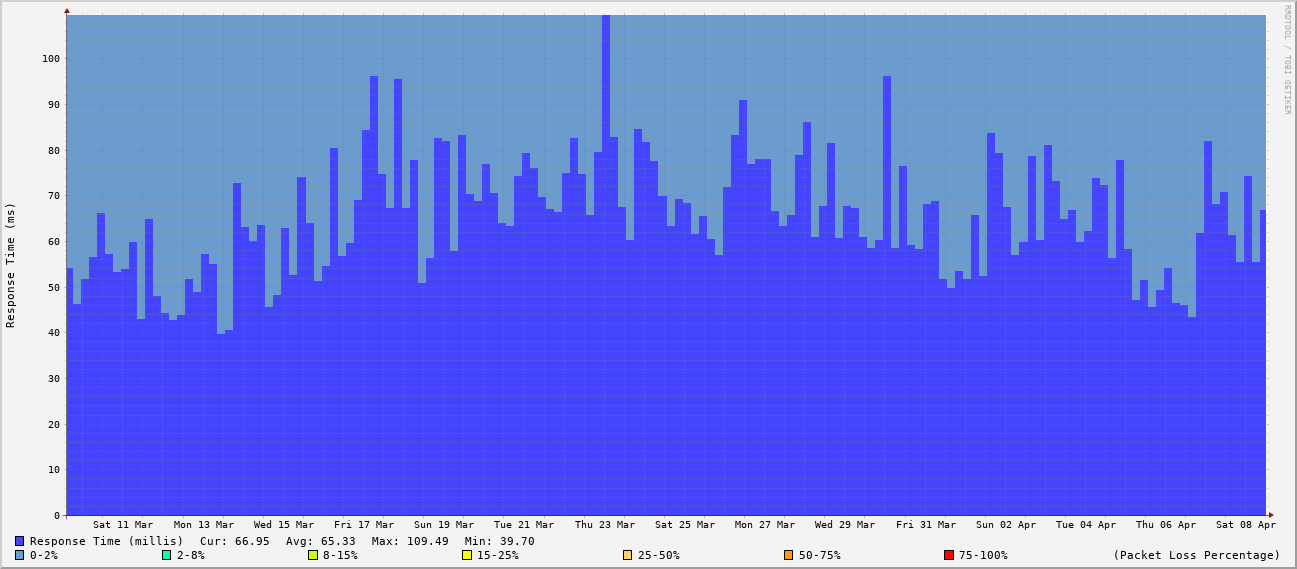 RRDTOOL / TOBI OETIKER
Response Time (ms)
100
90
80
70
60
50
40
30
20
10
0
Sat 11 Mar Mon 13 Mar Wed 15 Mar Fri 17 Mar Sun 19 Mar Tue 21 Mar Thu 23 Mar Sat 25 Mar Mon 27 Mar Wed 29 Mar Fri 31 Mar Sun 02 Apr Tue 04 Apr Thu 06 Apr Sat 08 Apr
Response Time (millis) Cur: 66.95 Avg: 65.33 Max: 109.49 Min: 39.70
0-2% 2-8% 8-15% 15-25% 25-50% 50-75% 75-100% (Packet Loss Percentage)